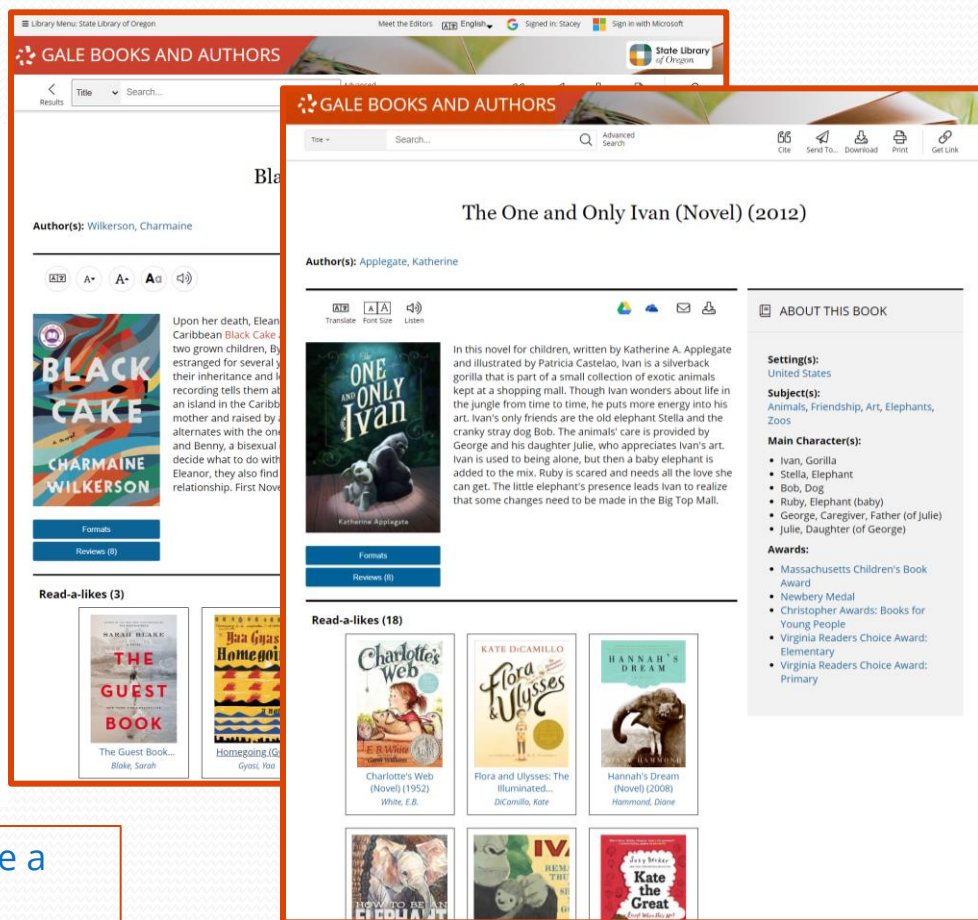 Library Menu: State Library of Oregon
Meet the Editors
English
Signed in: Stacey
Sign in with Microsoft
GALE BOOKS AND AUTHORS
State Library
of Oregon
Results
Title
Search...
Bla
Author(s): Wilkerson, Charmaine
A- A+ Aa
BLACK
CAKE
a novel
CHARMAINE
WILKERSON
Upon her death, Elean
Caribbean Black Cake
two grown children, By
estranged for several y
their inheritance and l
recording tells them ab
an island in the Caribb
mother and raised by
alternates with the one
and Benny, a bisexual
decide what to do with
Eleanor, they also find
relationship. First Nove
Formats
Reviews (8)
Read-a-likes (3)
SARAH BLAKE
THE
GUEST
BOOK
The Guest Book...
Blake, Sarah
Yaa Gyas
Homegoi
Homegoing (Gy
Gyasi, Yaa
GALE BOOKS AND AUTHORS
Title
Search...
Advanced
Search
Cite
Send To...
Download
Print
Get Link
The One and Only Ivan (Novel) (2012)
Author(s): Applegate, Katherine
Translate
Font Size
Listen
The
ONE
AND ONLY
Ivan
Katherine Applegate
In this novel for children, written by Katherine A. Applegate
and illustrated by Patricia Castelao, Ivan is a silverback
gorilla that is part of a small collection of exotic animals
kept at a shopping mall. Though Ivan wonders about life in
the jungle from time to time, he puts more energy into his
art. Ivan's only friends are the old elephant Stella and the
cranky stray dog Bob. The animals' care is provided by
George and his daughter Julie, who appreciates Ivan's art.
Ivan is used to being alone, but then a baby elephant is
added to the mix. Ruby is scared and needs all the love she
can get. The little elephant's presence leads Ivan to realize
that some changes need to be made in the Big Top Mall.
Formats
Reviews (8)
ABOUT THIS BOOK
Setting(s):
United States
Subject(s):
Animals, Friendship, Art, Elephants,
Zoos
Main Character(s):
• Ivan, Gorilla
• Stella, Elephant
• Bob, Dog
• Ruby, Elephant (baby)
• George, Caregiver, Father (of Julie)
• Julie, Daughter (of George)
Awards:
• Massachusetts Children's Book
Award
• Newbery Medal
• Christopher Awards: Books for
Young People
• Virginia Readers Choice Award:
Elementary
• Virginia Readers Choice Award:
Primary
Read-a-likes (18)
Charlotte's
Web
E. B. White
Garth Williams
Charlotte's Web
(Novel) (1952)
White, E.B.
KATE DiCAMILLO
Flora
&
Ulysses
Flora and Ulysses: The
Illuminated...
DiCamillo, Kate
HANNAH'S
DREAM
DIANE HAMMOND
Hannah's Dream
(Novel) (2008)
Hammond, Diane
HOW TO BE AN
ELEPHANT
IVA
Kate
the
Great
e a